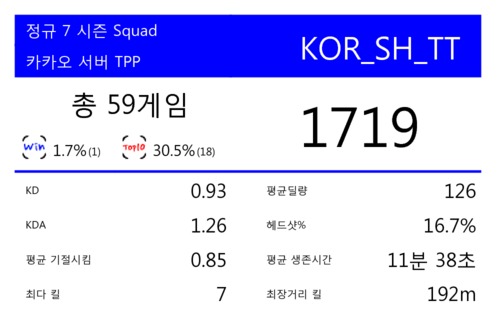 정규 7 시즌 Squad
카카오 서버 TPP
KOR_SH_TT
총 59게임
Win 1.7% (1)
Top10 30.5% (18)
1719
KD 0.93
평균딜량 126
KDA 1.26
헤드샷% 16.7%
평균 기절시킴 0.85
평균 생존시간 11분 38초
최다 킬 7
최장거리 킬 192m